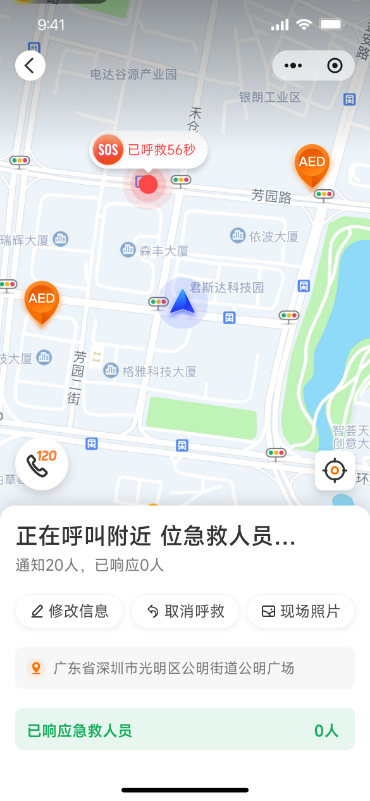 9:41
电达谷源产业园
银朗工业区
禾
SOS 已呼救56秒
AED
芳园路
瑞辉大厦
森丰大厦
依波大厦
君斯达科技园
AED
技大厦
芳园二街
格雅科技大厦
智荟天
创意大
120
环
正在呼叫附近 位急救人员...
通知20人，已响应0人
修改信息
取消呼救
现场照片
广东省深圳市光明区公明街道公明广场
已响应急救人员
0人